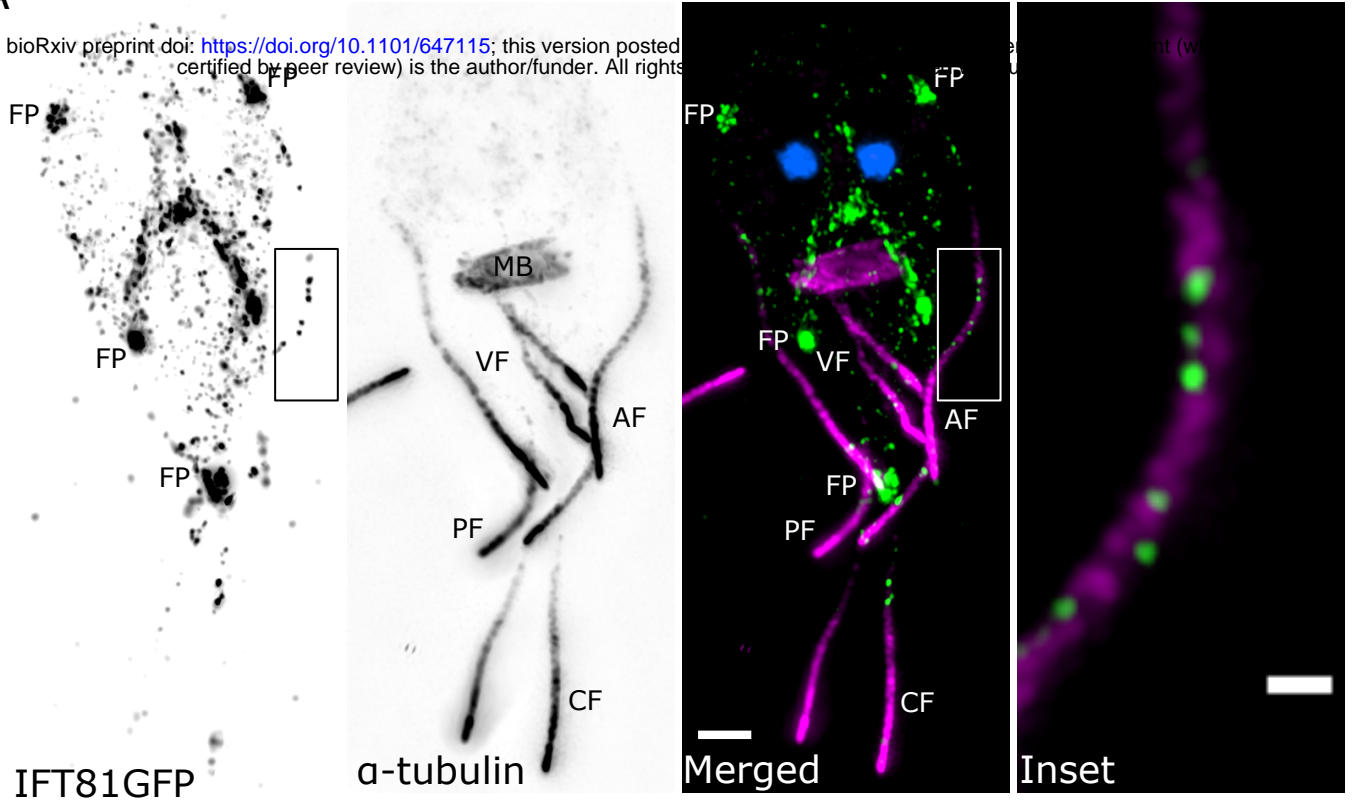 A
bioRxiv preprint doi: https://doi.org/10.1101/647115; this version posted
certified by peer review) is the author/funder. All rights
FP
FP
FP
FP
MB
VF
AF
PF
CF
FP
FP
FP
VF
AF
FP
PF
CF
IFT81GFP
α-tubulin
Merged
Inset